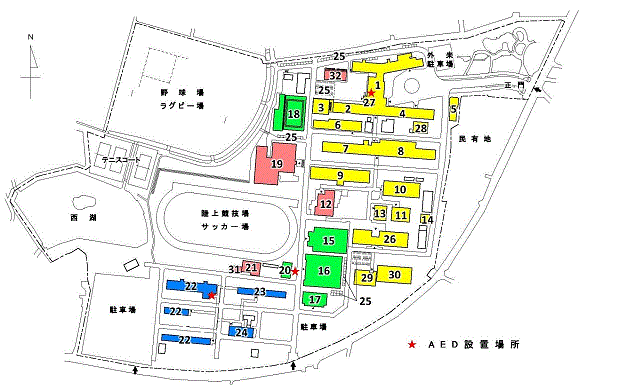 N
25
外来
駐車場
32
1
正門
25
27
野球場
ラグビー場
3
2
4
5
18
6
28
25
民有地
7
8
テニスコート
19
9
10
12
13
11
14
陸上競技場
サッカー場
西湖
15
26
31
21
20
16
29
30
22
23
17
25
駐車場
22
24
駐車場
22
★ AED設置場所